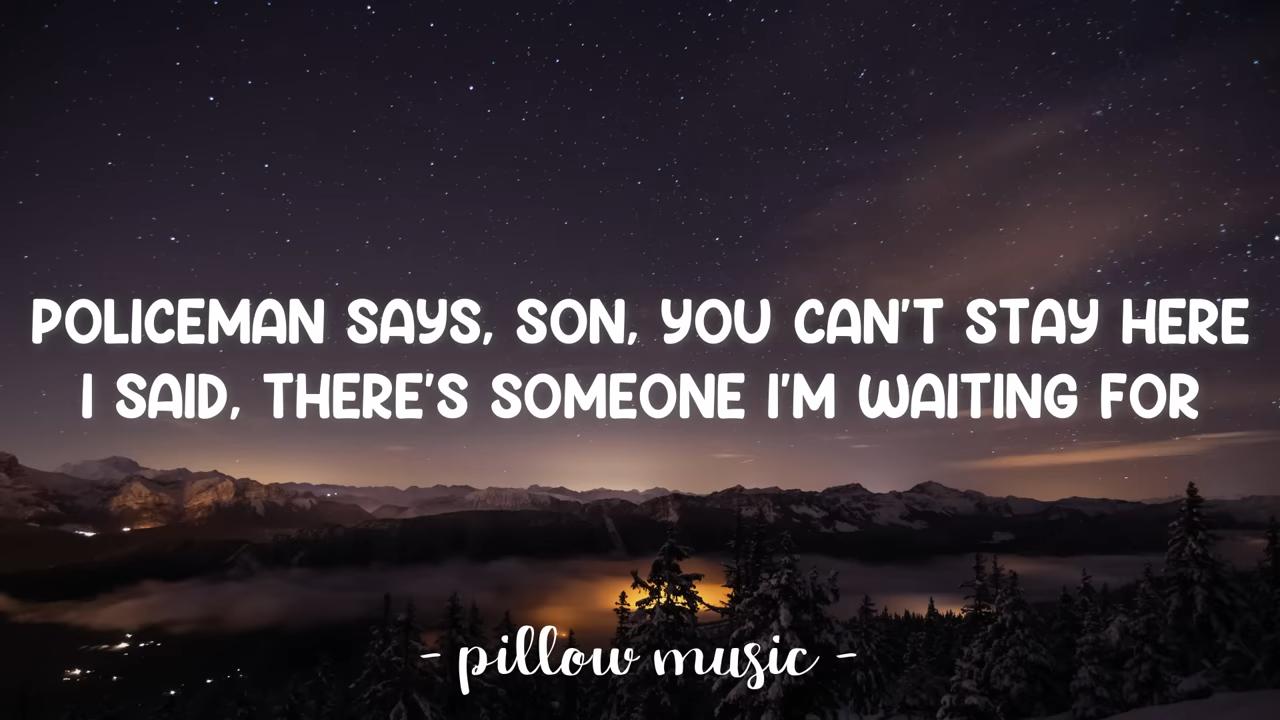 POLICEMAN SAYS, SON, YOU CAN'T STAY HERE
I SAID, THERE'S SOMEONE I'M WAITING FOR
- pillow music -